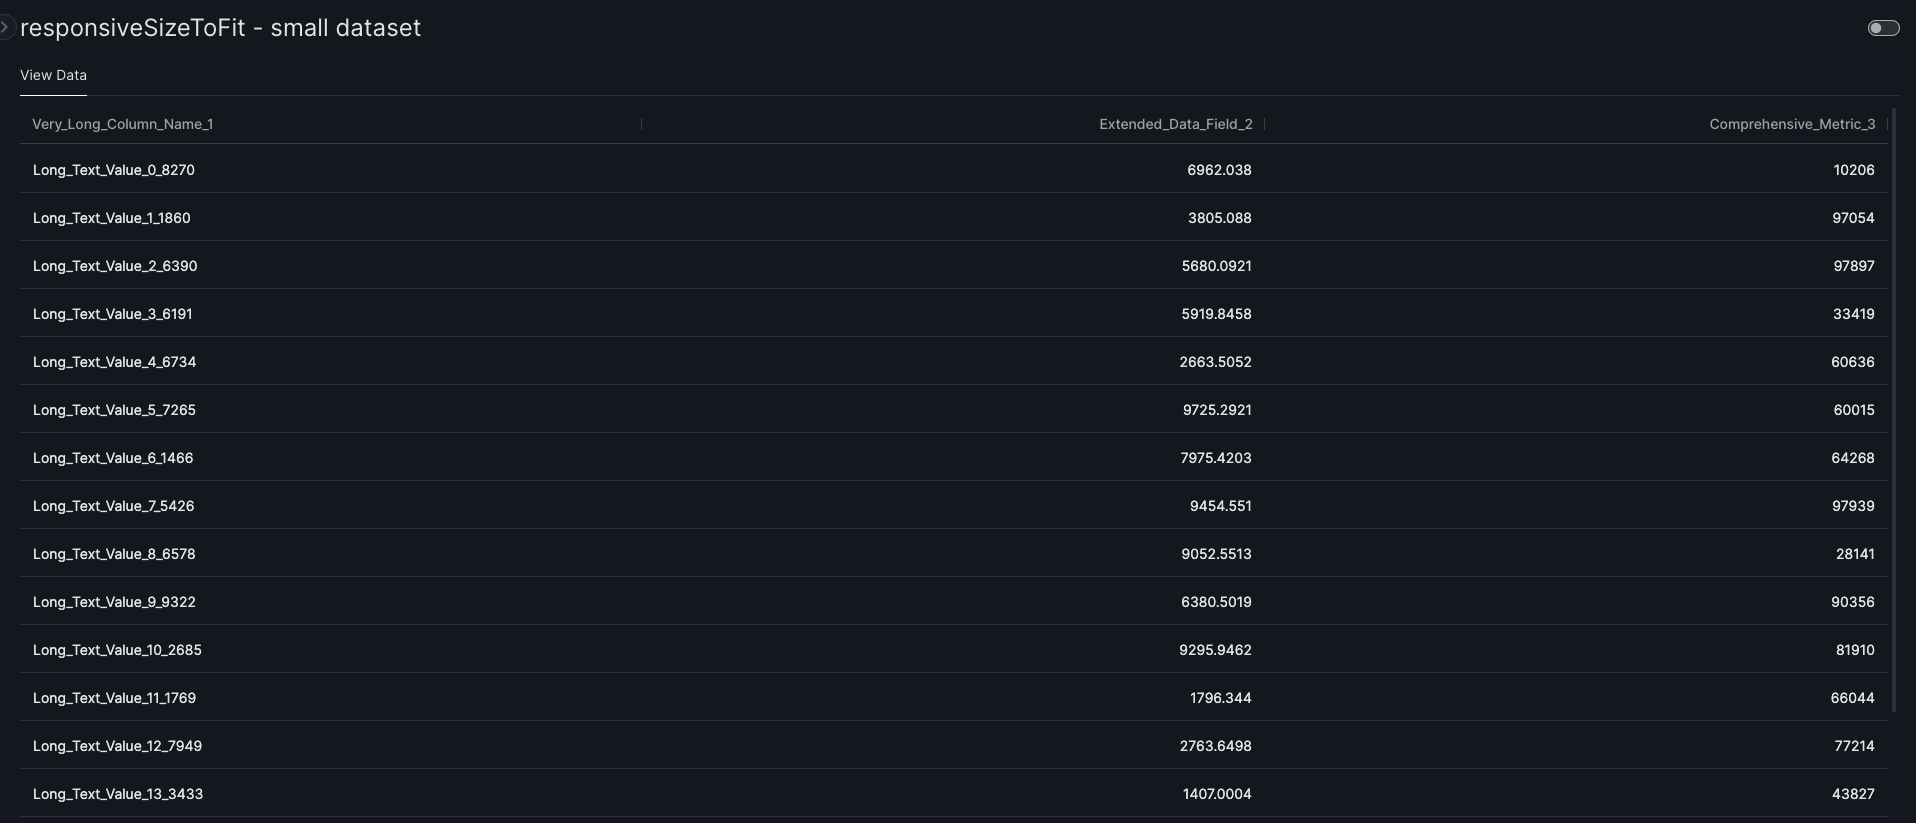 responsiveSizeToFit - small dataset
View Data
Very_Long_Column_Name_1 Extended_Data_Field_2 Comprehensive_Metric_3
Long_Text_Value_0_8270 6962.038 10206
Long_Text_Value_1_1860 3805.088 97054
Long_Text_Value_2_6390 5680.0921 97897
Long_Text_Value_3_6191 5919.8458 33419
Long_Text_Value_4_6734 2663.5052 60636
Long_Text_Value_5_7265 9725.2921 60015
Long_Text_Value_6_1466 7975.4203 64268
Long_Text_Value_7_5426 9454.551 97939
Long_Text_Value_8_6578 9052.5513 28141
Long_Text_Value_9_9322 6380.5019 90356
Long_Text_Value_10_2685 9295.9462 81910
Long_Text_Value_11_1769 1796.344 66044
Long_Text_Value_12_7949 2763.6498 77214
Long_Text_Value_13_3433 1407.0004 43827